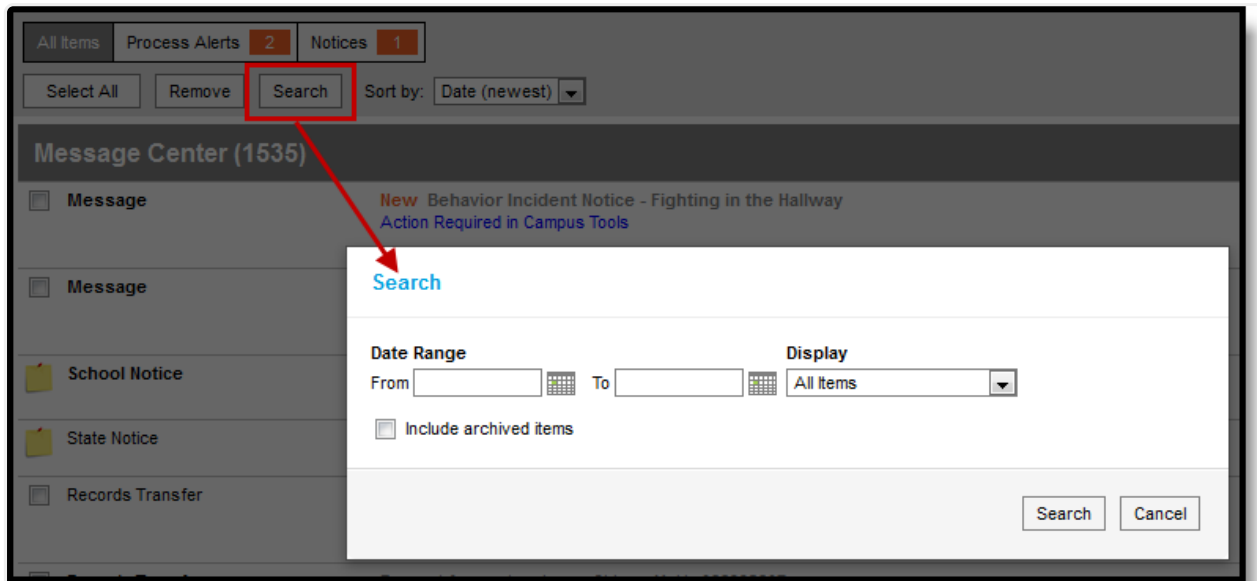 All Items Process Alerts 2 Notices 1
Select All Remove Search Sort by: Date (newest)
Message Center (1535)
Message New Behavior Incident Notice - Fighting in the Hallway
Action Required in Campus Tools
Search
Message
Date Range Display
School Notice
From To All Items
Include archived items
State Notice
Records Transfer
Search Cancel